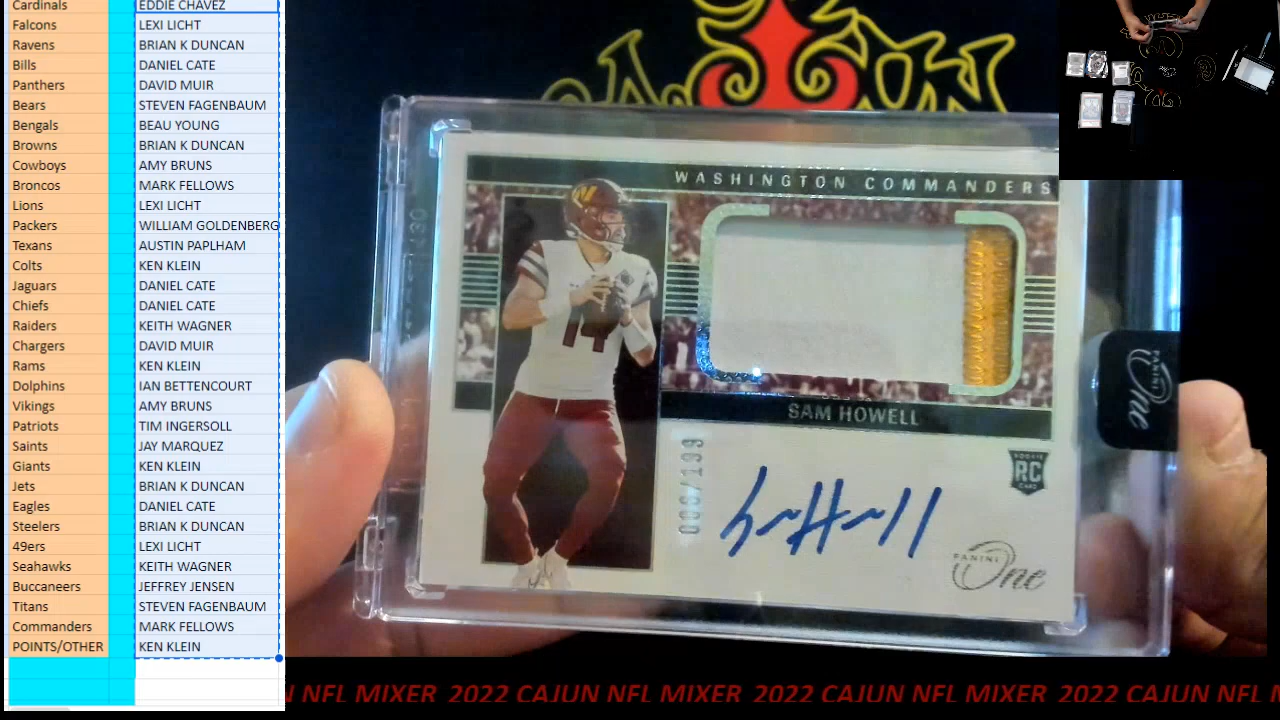 Cardinals EDDIE CHAVEZ
Falcons LEXI LICHT
Ravens BRIAN K DUNCAN
Bills DANIEL CATE
Panthers DAVID MUIR
Bears STEVEN FAGENBAUM
Bengals BEAU YOUNG
Browns BRIAN K DUNCAN
Cowboys AMY BRUNS
Broncos MARK FELLOWS
Lions LEXI LICHT
Packers WILLIAM GOLDENBERG
Texans AUSTIN PAPLHAM
Colts KEN KLEIN
Jaguars DANIEL CATE
Chiefs DANIEL CATE
Raiders KEITH WAGNER
Chargers DAVID MUIR
Rams KEN KLEIN
Dolphins IAN BETTENCOURT
Vikings AMY BRUNS
Patriots TIM INGERSOLL
Saints JAY MARQUEZ
Giants KEN KLEIN
Jets BRIAN K DUNCAN
Eagles DANIEL CATE
Steelers BRIAN K DUNCAN
49ers LEXI LICHT
Seahawks KEITH WAGNER
Buccaneers JEFFREY JENSEN
Titans STEVEN FAGENBAUM
Commanders MARK FELLOWS
POINTS/OTHER KEN KLEIN
WASHINGTON COMMANDERS
14
SAM HOWELL
ROOKIE
RC
CARD
PANINI
One
PANINI
One
N NFL MIXER 2022 CAJUN NFL MIXER 2022 CAJUN NFL MIXER 2022 CAJUN NFL MIXER